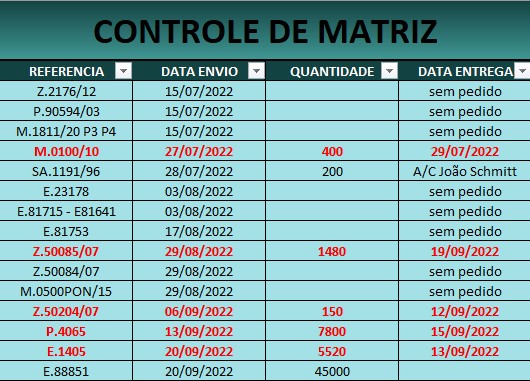 CONTROLE DE MATRIZ
REFERENCIA DATA ENVIO QUANTIDADE DATA ENTREGA
Z.2176/12 15/07/2022 sem pedido
P.90594/03 15/07/2022 sem pedido
M.1811/20 P3 P4 15/07/2022 sem pedido
M.0100/10 27/07/2022 400 29/07/2022
SA.1191/96 28/07/2022 200 A/C João Schmitt
E.23178 03/08/2022 sem pedido
E.81715 - E81641 03/08/2022 sem pedido
E.81753 17/08/2022 sem pedido
Z.50085/07 29/08/2022 1480 19/09/2022
Z.50084/07 29/08/2022 sem pedido
M.0500PON/15 29/08/2022 sem pedido
Z.50204/07 06/09/2022 150 12/09/2022
P.4065 13/09/2022 7800 15/09/2022
E.1405 20/09/2022 5520 13/09/2022
E.88851 20/09/2022 45000